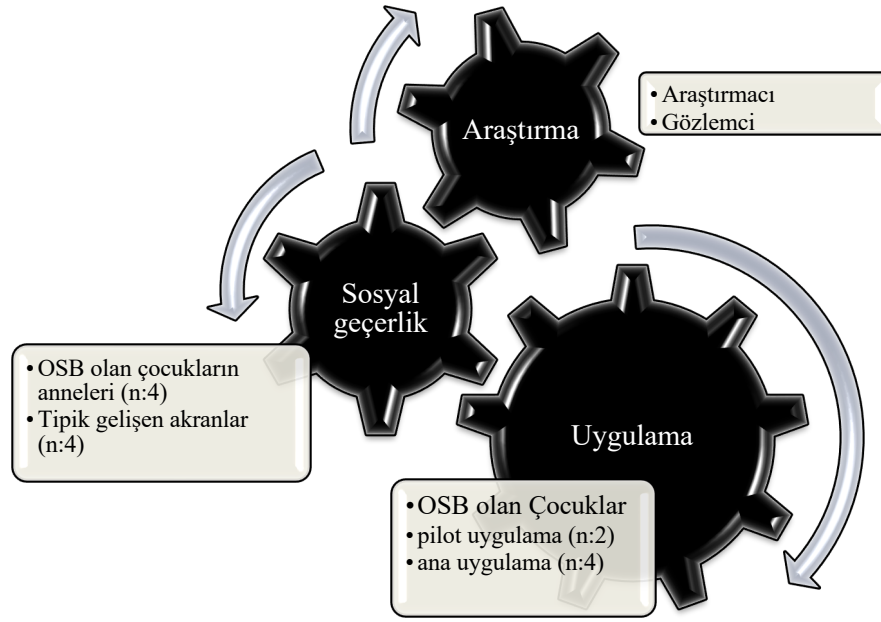 Araştırma
• Araştırmacı
• Gözlemci
Sosyal
geçerlik
• OSB olan çocukların
anneleri (n:4)
• Tipik gelişen akranlar
(n:4)
Uygulama
• OSB olan Çocuklar
• pilot uygulama (n:2)
• ana uygulama (n:4)